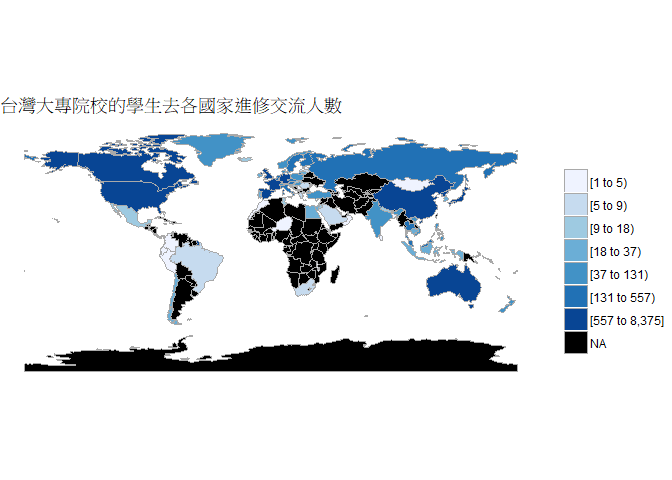 台灣大專院校的學生去各國家進修交流人數
[1 to 5)
[5 to 9)
[9 to 18)
[18 to 37)
[37 to 131)
[131 to 557)
[557 to 8,375]
NA